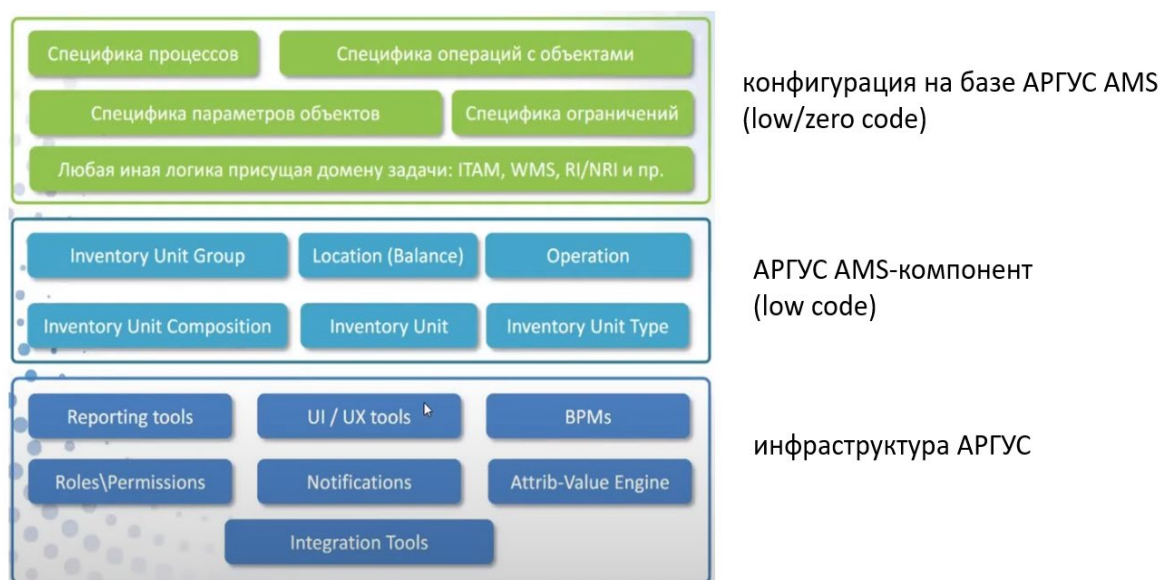 Специфика процессов
Специфика операций с объектами
Специфика параметров объектов
Специфика ограничений
Любая иная логика присущая домену задачи: ITAM, WMS, RI/NRI и пр.
конфигурация на базе АРГУС AMS
(low/zero code)
Inventory Unit Group
Location (Balance)
Operation
Inventory Unit Composition
Inventory Unit
Inventory Unit Type
АРГУС AMS-компонент
(low code)
Reporting tools
UI / UX tools
BPMs
Roles\Permissions
Notifications
Attrib-Value Engine
Integration Tools
инфраструктура АРГУС